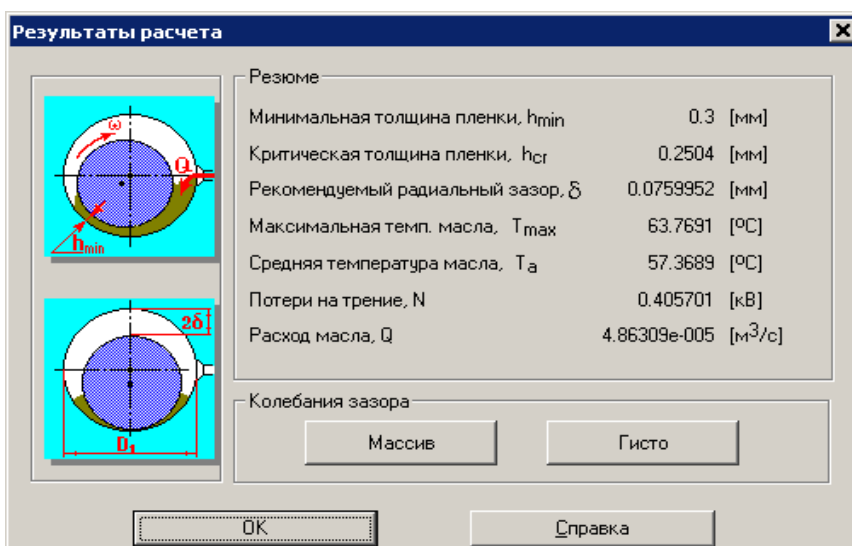 Результаты расчета
ω
Q
hmin
2δ
D1
Резюме
Минимальная толщина пленки, hmin 0.3 [мм]
Критическая толщина пленки, hcr 0.2504 [мм]
Рекомендуемый радиальный зазор, δ 0.0759952 [мм]
Максимальная темп. масла, Tmax 63.7691 [ºC]
Средняя температура масла, Ta 57.3689 [ºC]
Потери на трение, N 0.405701 [кВ]
Расход масла, Q 4.86309e-005 [м3/с]
Колебания зазора
Массив Гисто
OK Справка